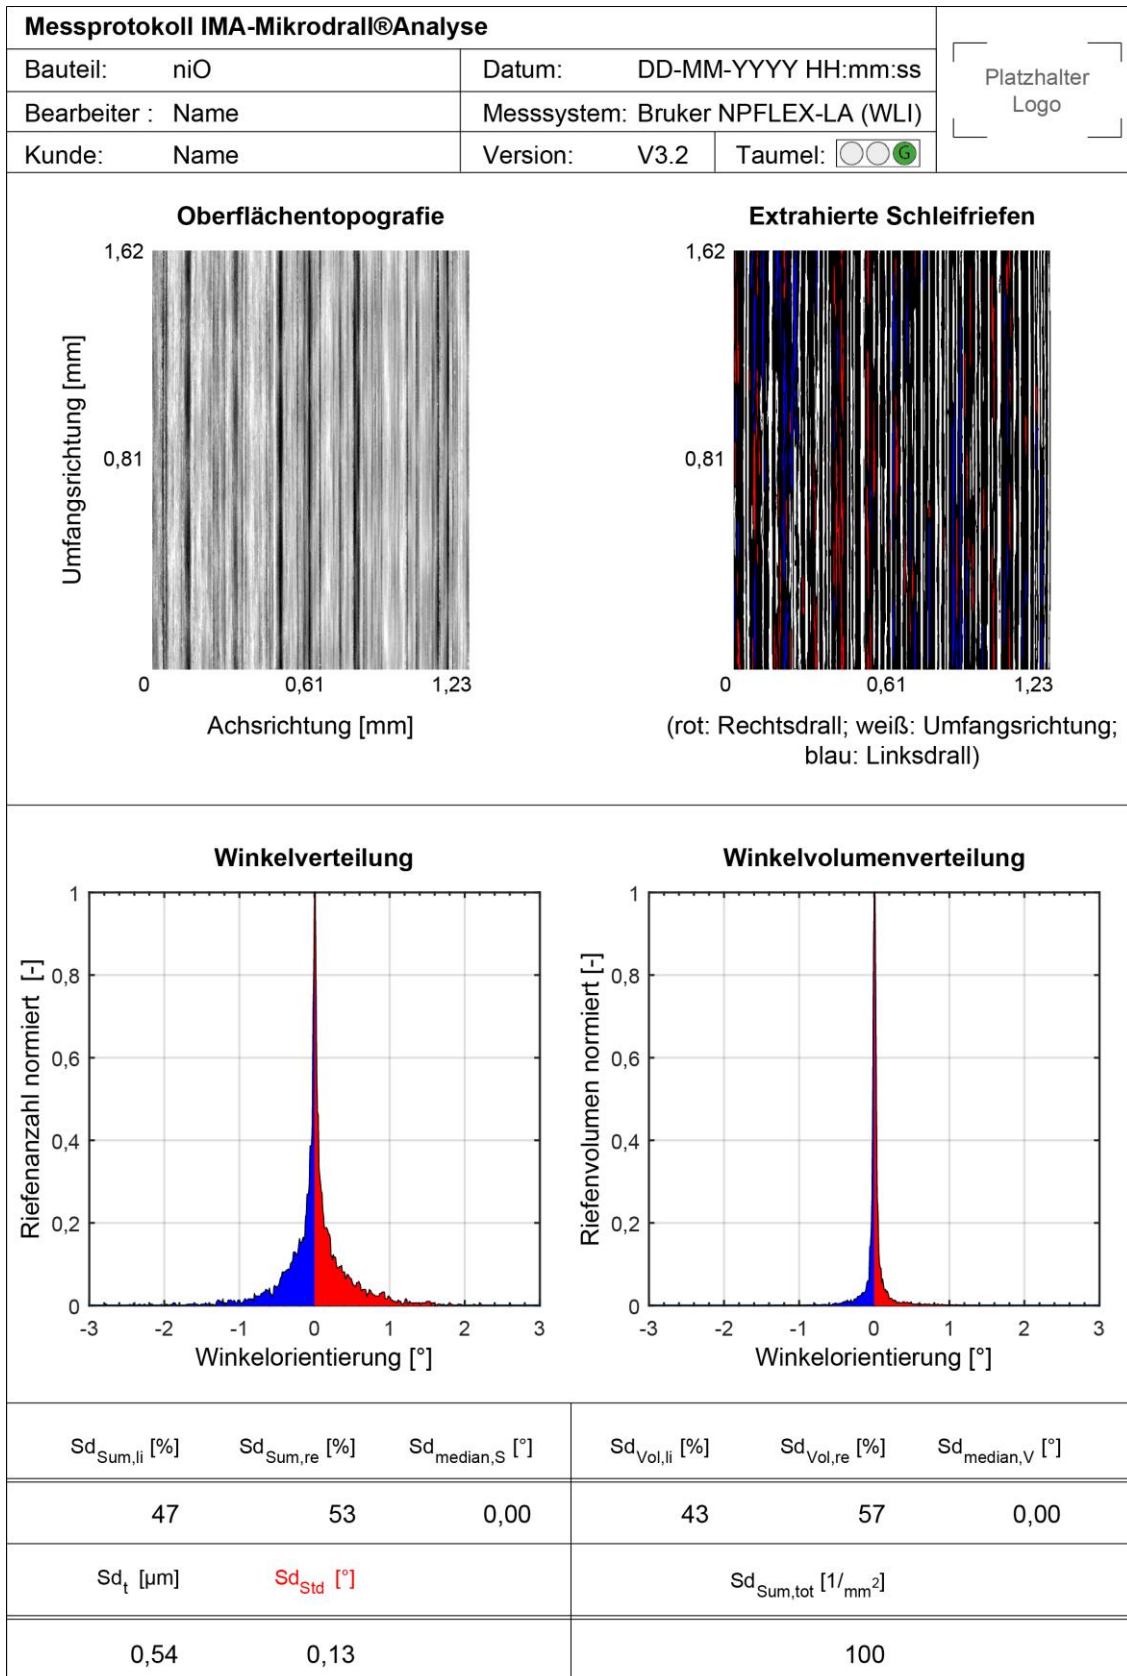 Messprotokoll IMA-Mikrodrall®Analyse
Bauteil: niO Datum: DD-MM-YYYY HH:mm:ss
Bearbeiter : Name Messsystem: Bruker NPFLEX-LA (WLI)
Kunde: Name Version: V3.2 Taumel: G
Platzhalter
Logo
Oberflächentopografie
1,62
0,81
Umfangsrichtung [mm]
0 0,61 1,23
Achsrichtung [mm]
Extrahierte Schleifriefen
1,62
0,81
0 0,61 1,23
(rot: Rechtsdrall; weiß: Umfangsrichtung;
blau: Linksdrall)
Winkelverteilung
1
0,8
0,6
0,4
0,2
0
Riefenanzahl normiert [-]
-3 -2 -1 0 1 2 3
Winkelorientierung [°]
Winkelvolumenverteilung
1
0,8
0,6
0,4
0,2
0
Riefenvolumen normiert [-]
-3 -2 -1 0 1 2 3
Winkelorientierung [°]
Sd_Sum,li [%] Sd_Sum,re [%] Sd_median,S [°] Sd_Vol,li [%] Sd_Vol,re [%] Sd_median,V [°]
47 53 0,00 43 57 0,00
Sd_t [µm] Sd_Std [°] Sd_Sum,tot [1/mm²]
0,54 0,13 100